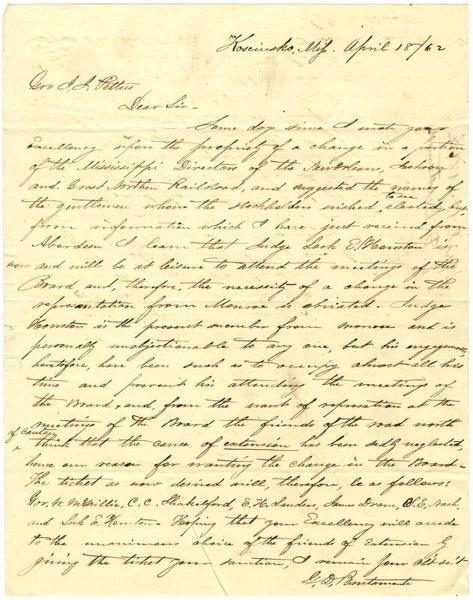 Kosciusko, Miss. April 18/62
Gov J. J. Pettus
Dear Sir-
Some day since I wrote your
Excellency upon the propriety of a change in a portion
of the Mississippi Directors of the New Orleans, Jackson
and Great Northern Railroad, and suggested the names of
the gentlemen whom the stockholders wished to see elected, but
from information which I have just received from
Aberdeen I learn that Judge Lock E. Houston is
now and will be at leisure to attend the meetings of the
Board, and, therefore, the necessity of a change in the
representation from Monroe is obviated. Judge
Houston is the present member from Monroe and is
personally unobjectionable to any one, but his engagements
heretofore, have been such as to occupy almost all his
time and prevent his attending the meetings of
the Board, and, from the want of representation at the
meetings of the Board the friends of the road north
of Canton think that the cause of extension has been sadly neglected,
hence our reason for wanting the change in the Board-
The ticket as now desired will, therefore, be as follows:
Gov. W. McWillie, C. C. Shakelford, E. H. Sanders, James Drane, E. Nash,
and Lock E. Houston- Hoping that your Excellency will accede
to the unanimous choice of the friends of Extension by
giving the ticket your sanction, I remain your obt. se't
G. D. Bustamente